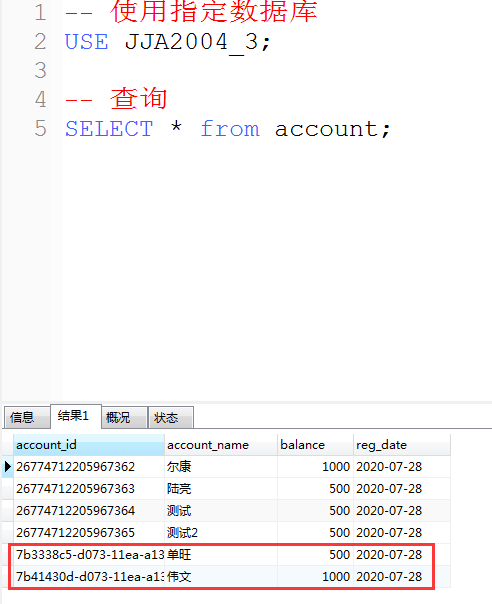 1 -- 使用指定数据库
2 USE JJA2004_3;
3
4 -- 查询
5 SELECT * from account;
信息 结果1 概况 状态
account_id account_name balance reg_date
26774712205967362 尔康 1000 2020-07-28
26774712205967363 陆亮 500 2020-07-28
26774712205967364 测试 500 2020-07-28
26774712205967365 测试2 500 2020-07-28
7b3338c5-d073-11ea-a13 单旺 500 2020-07-28
7b41430d-d073-11ea-a13 伟文 1000 2020-07-28